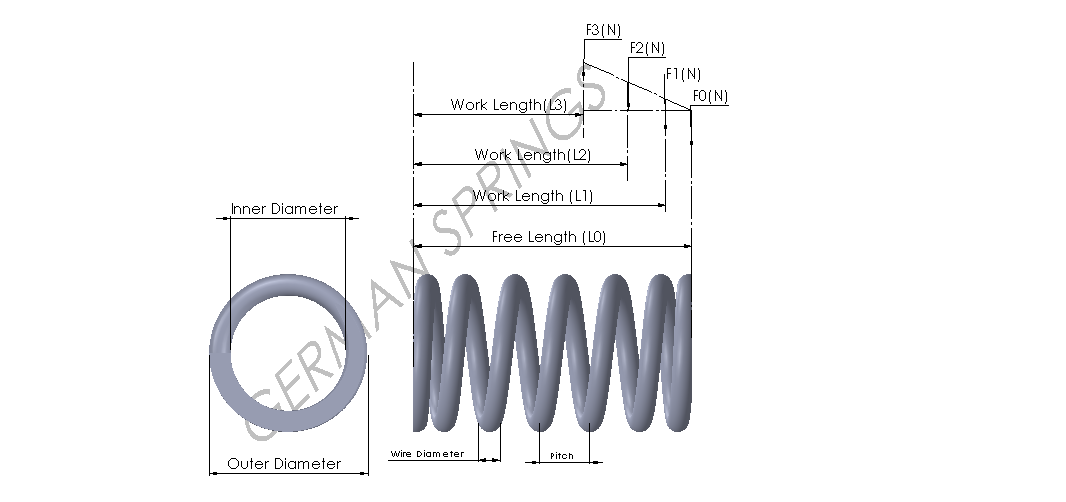 F3(N)
F2(N)
F1(N)
F0(N)
Work Length(L3)
Work Length(L2)
Work Length (L1)
Free Length (L0)
Inner Diameter
Outer Diameter
Wire Diameter
Pitch
GERMAN SPRINGS